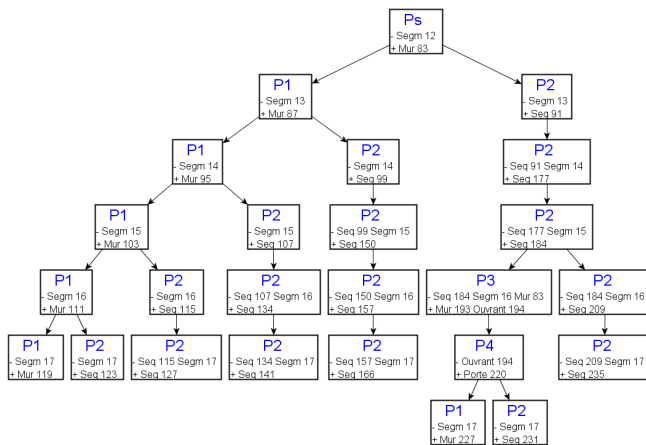 Ps
- Segm 12
+ Mur 83
P1
- Segm 13
+ Mur 87
P2
- Segm 13
+ Seq 91
P1
- Segm 14
+ Mur 95
P2
- Segm 14
+ Seq 99
P2
- Seq 91 Segm 14
+ Seq 177
P1
- Segm 15
+ Mur 103
P2
- Segm 15
+ Seq 107
P2
- Seq 99 Segm 15
+ Seq 150
P2
- Seq 177 Segm 15
+ Seq 184
P1
- Segm 16
+ Mur 111
P2
- Segm 16
+ Seq 115
P2
- Seq 107 Segm 16
+ Seq 134
P2
- Seq 150 Segm 16
+ Seq 157
P3
- Seq 184 Segm 16 Mur 83
+ Mur 193 Ouvrant 194
P2
- Seq 184 Segm 16
+ Seq 209
P1
- Segm 17
+ Mur 119
P2
- Segm 17
+ Seq 123
P2
- Seq 115 Segm 17
+ Seq 127
P2
- Seq 134 Segm 17
+ Seq 141
P2
- Seq 157 Segm 17
+ Seq 166
P4
- Ouvrant 194
+ Porte 220
P2
- Seq 209 Segm 17
+ Seq 235
P1
- Segm 17
+ Mur 227
P2
- Segm 17
+ Seq 231